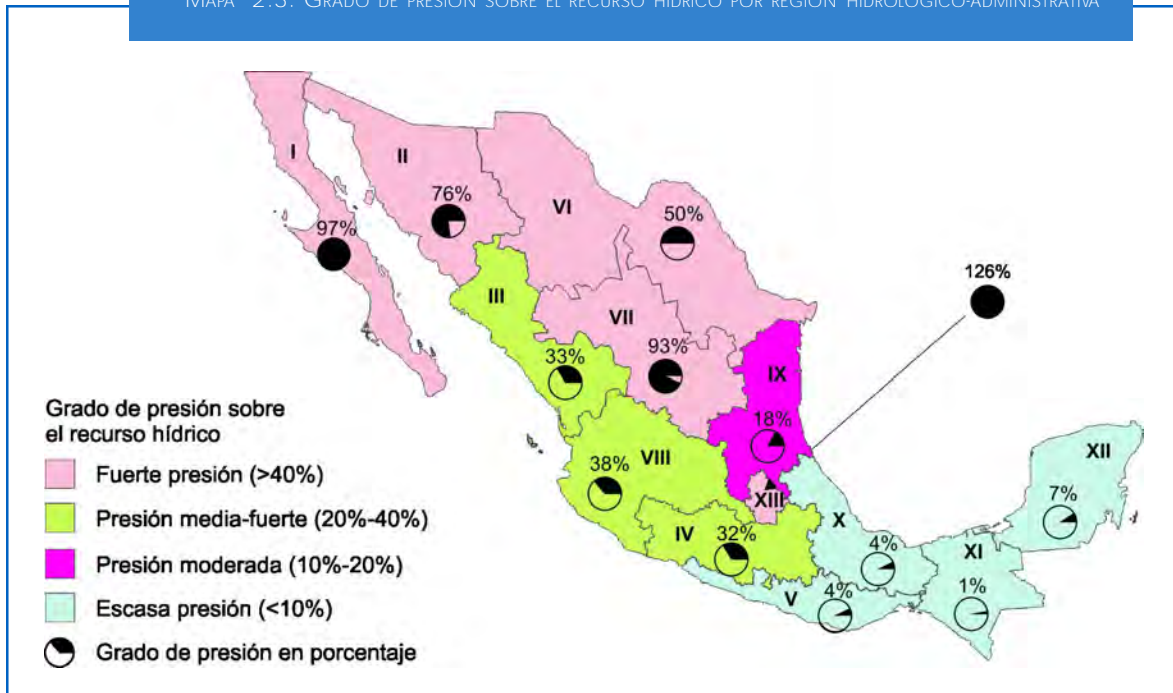 MAPA 2.3. GRADO DE PRESIÓN SOBRE EL RECURSO HÍDRICO POR REGIÓN HIDROLÓGICO-ADMINISTRATIVA
I
II
76%
VI
50%
97%
126%
III
VII
33%
93%
IX
18%
VIII
38%
XIII
XII
7%
IV
32%
X
4%
XI
V
4%
1%
Grado de presión sobre
el recurso hídrico
Fuerte presión (>40%)
Presión media-fuerte (20%-40%)
Presión moderada (10%-20%)
Escasa presión (<10%)
Grado de presión en porcentaje